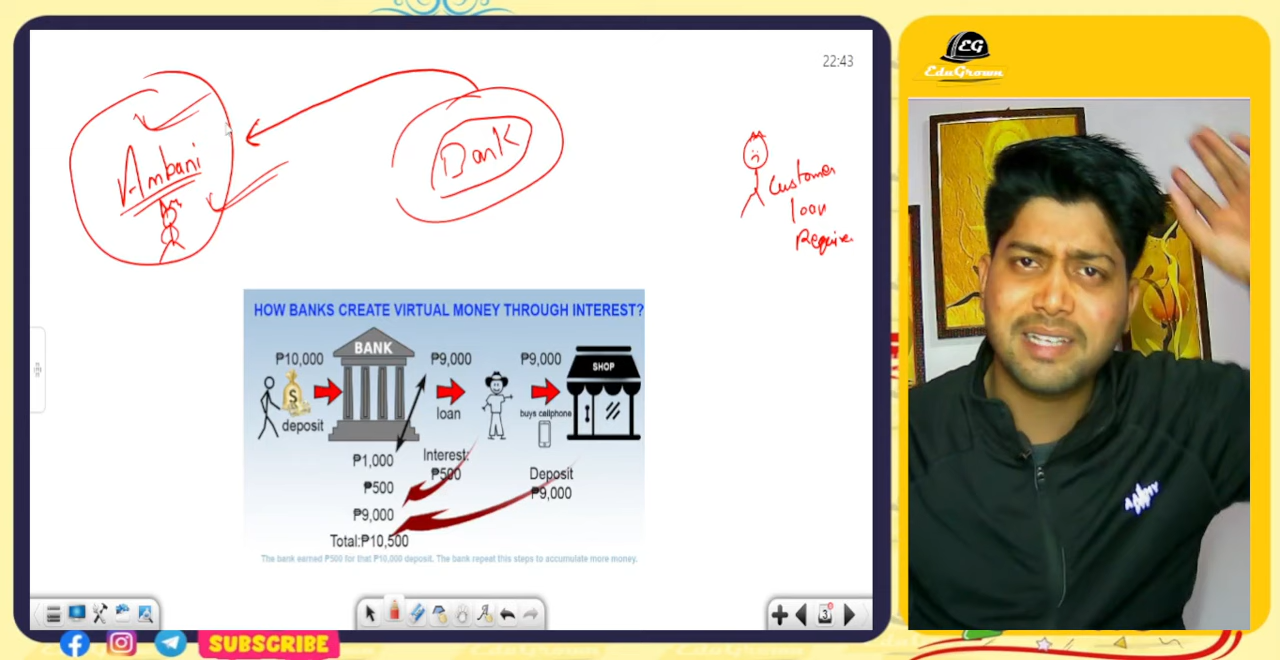 22:43
EG
EduGrown
Ambani
Bank
Customer
loan
Require
HOW BANKS CREATE VIRTUAL MONEY THROUGH INTEREST?
₱10,000
BANK
₱9,000
₱9,000
SHOP
deposit
loan
buys cellphone
₱1,000
Interest:
₱500
Deposit
₱9,000
₱500
₱9,000
Total:₱10,500
The bank earned ₱500 for that ₱10,000 deposit. The bank repeat this steps to accumulate more money.
3
SUBSCRIBE